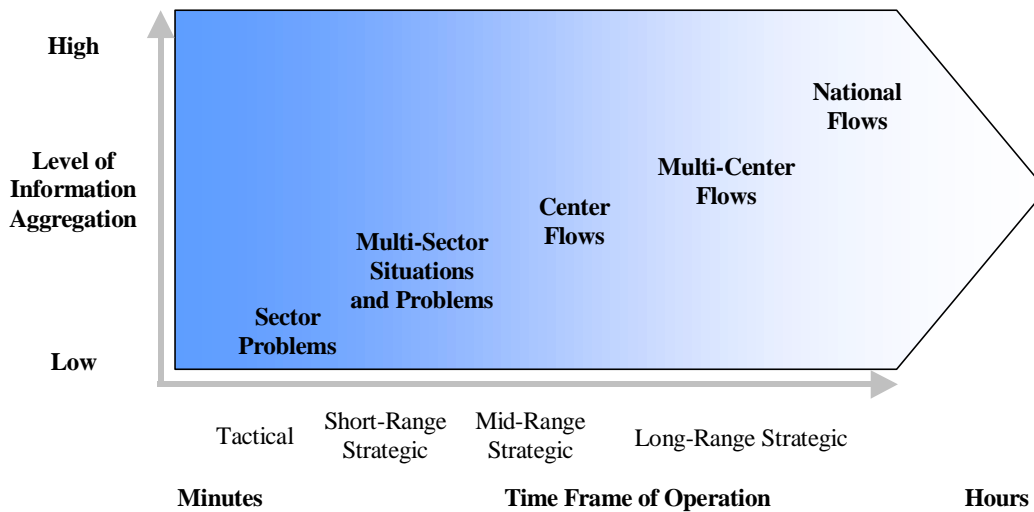 High
Level of
Information
Aggregation
Low
National
Flows
Multi-Center
Flows
Center
Flows
Multi-Sector
Situations
and Problems
Sector
Problems
Tactical
Short-Range
Strategic
Mid-Range
Strategic
Long-Range Strategic
Minutes
Time Frame of Operation
Hours